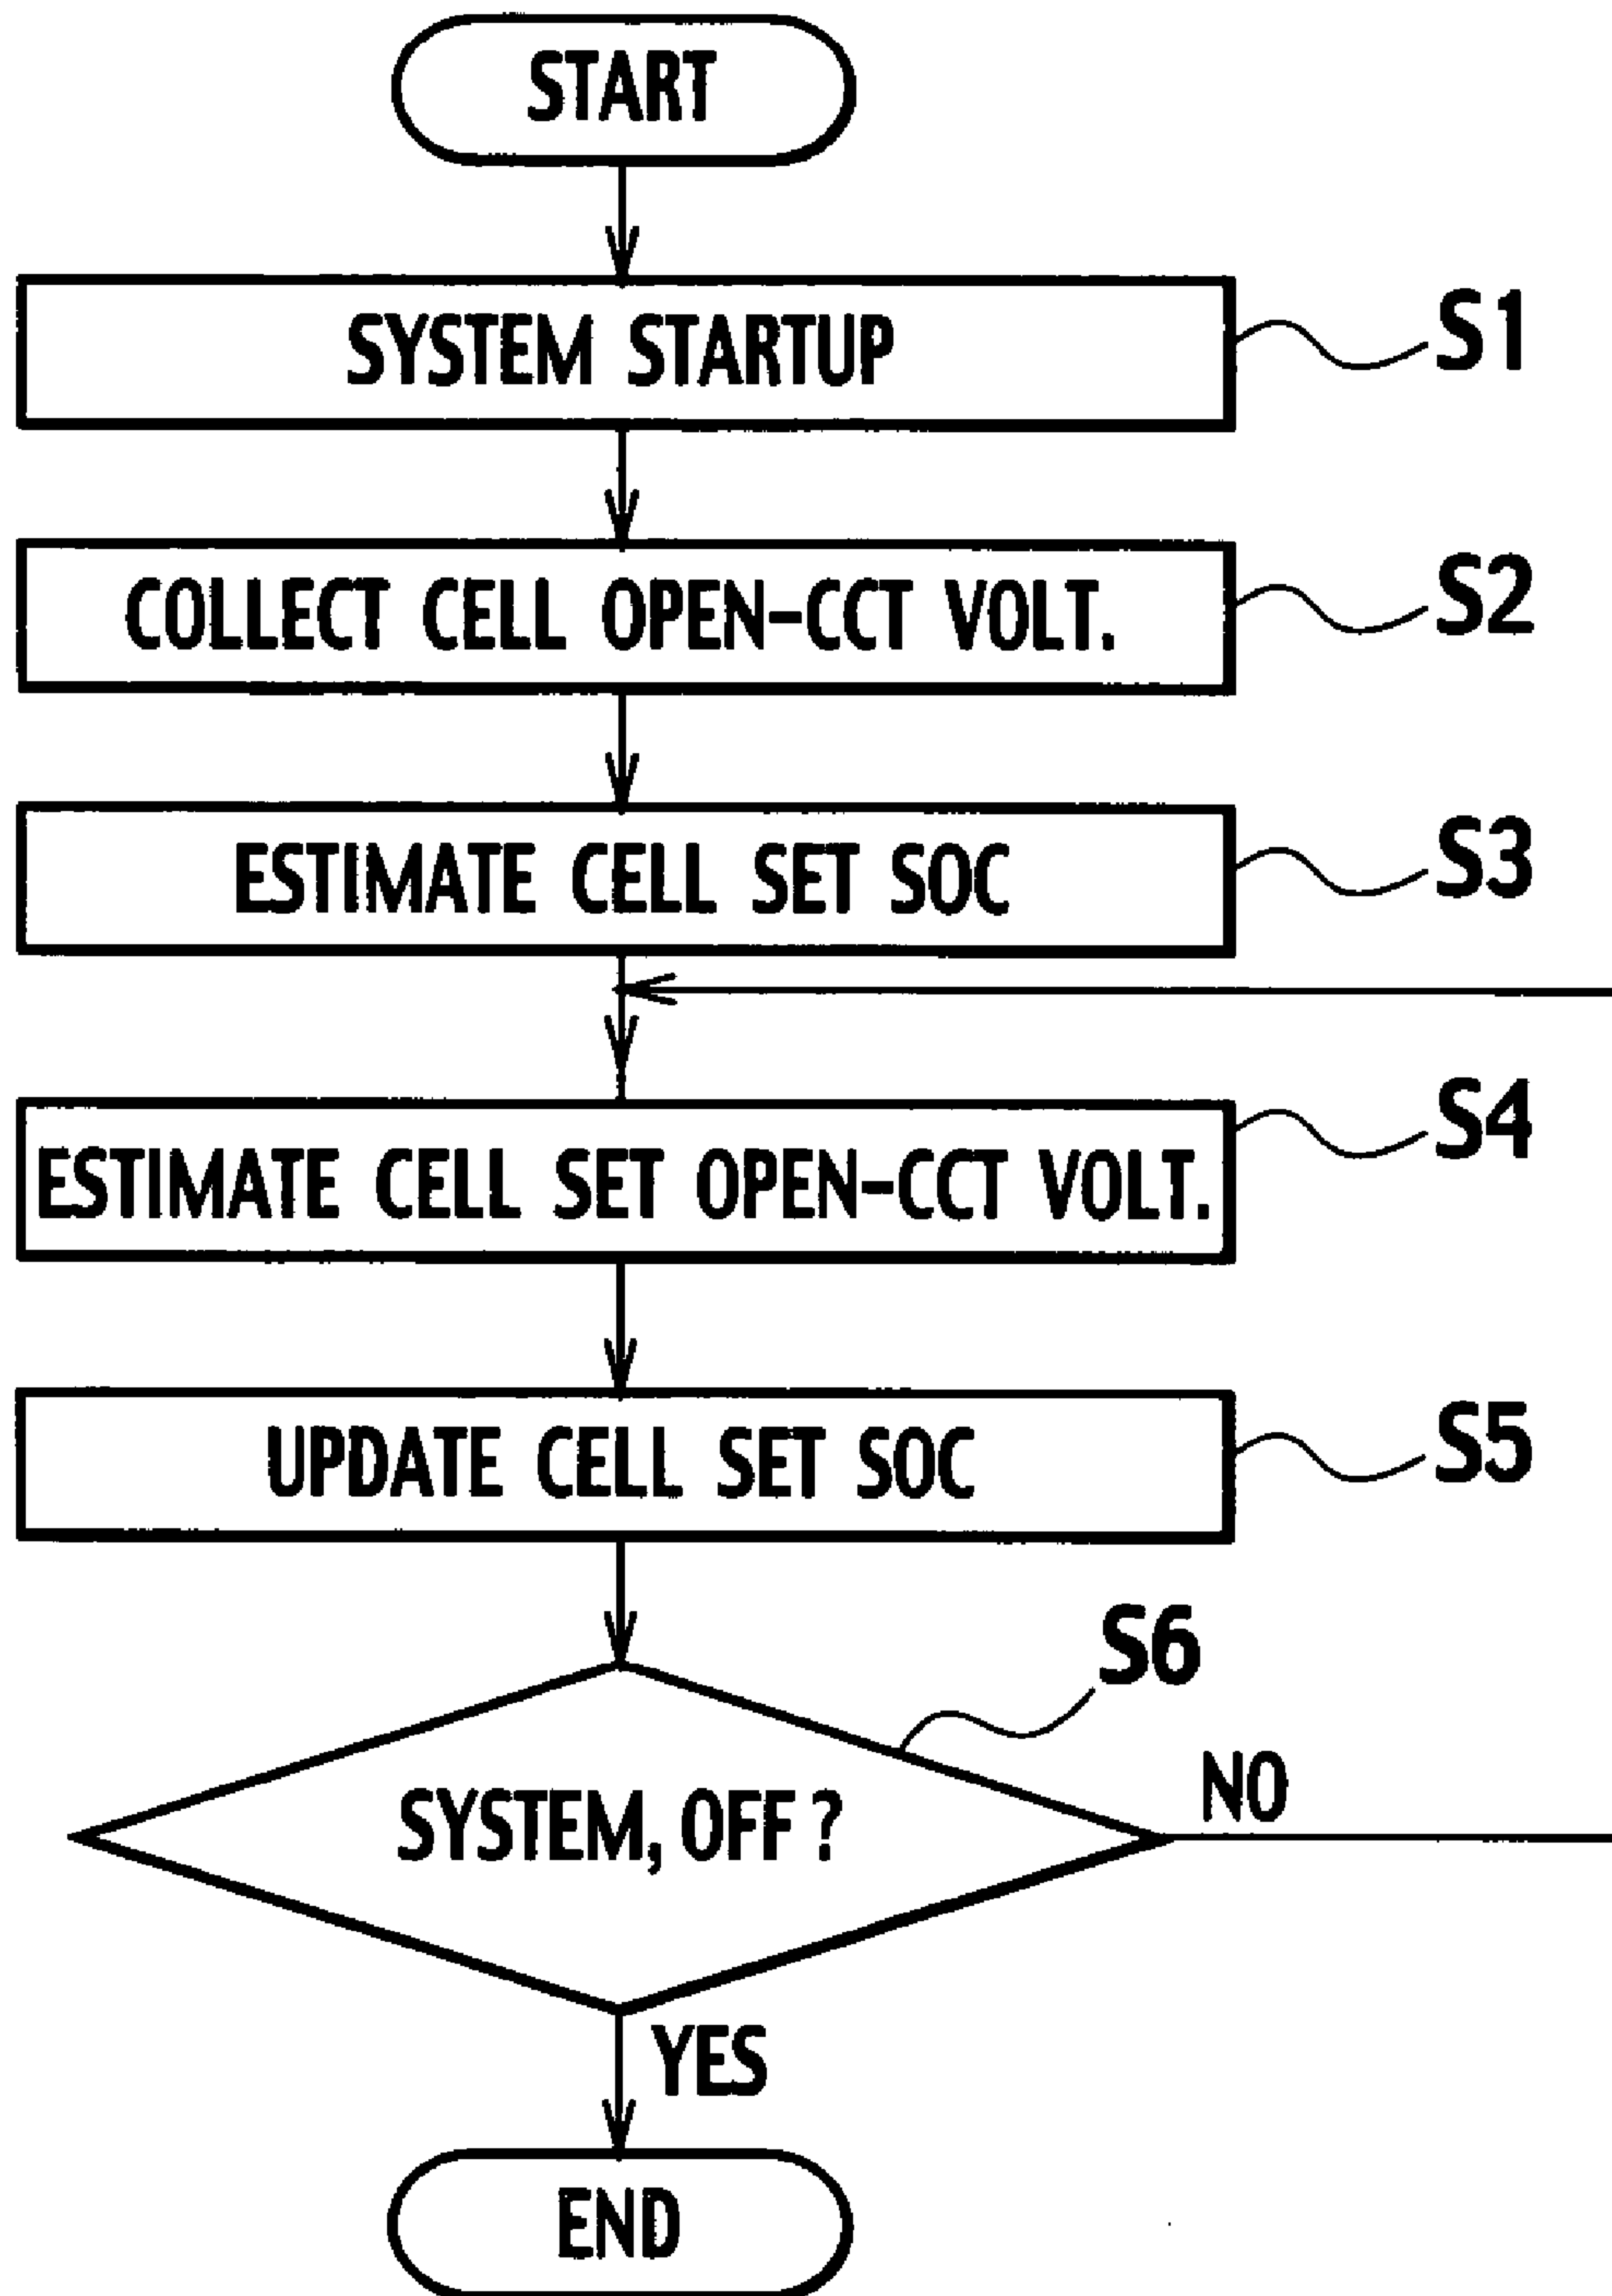 START
SYSTEM STARTUP
S1
COLLECT CELL OPEN-CCT VOLT.
S2
ESTIMATE CELL SET SOC
S3
ESTIMATE CELL SET OPEN-CCT VOLT.
S4
UPDATE CELL SET SOC
S5
S6
SYSTEM, OFF ?
NO
YES
END